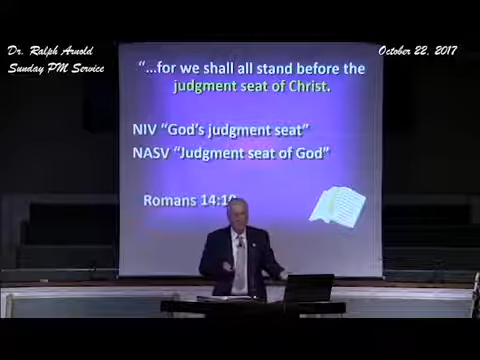 Dr. Ralph Arnold
Sunday PM Service
October 22, 2017
“...for we shall all stand before the
judgment seat of Christ.
NIV “God’s judgment seat”
NASV “Judgment seat of God”
Romans 14:10